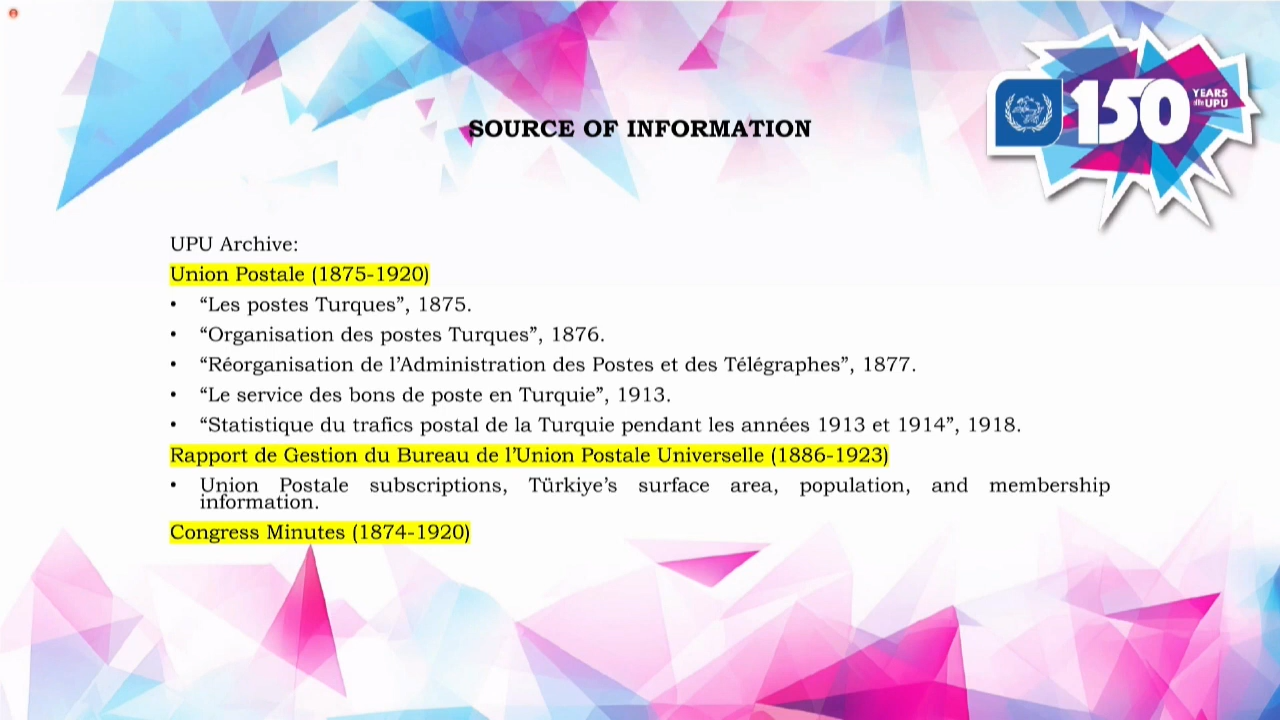 150
YEARS
of the UPU
SOURCE OF INFORMATION
UPU Archive:
Union Postale (1875-1920)
• “Les postes Turques”, 1875.
• “Organisation des postes Turques”, 1876.
• “Réorganisation de l’Administration des Postes et des Télégraphes”, 1877.
• “Le service des bons de poste en Turquie”, 1913.
• “Statistique du trafics postal de la Turquie pendant les années 1913 et 1914”, 1918.
Rapport de Gestion du Bureau de l’Union Postale Universelle (1886-1923)
• Union Postale subscriptions, Türkiye’s surface area, population, and membership
information.
Congress Minutes (1874-1920)